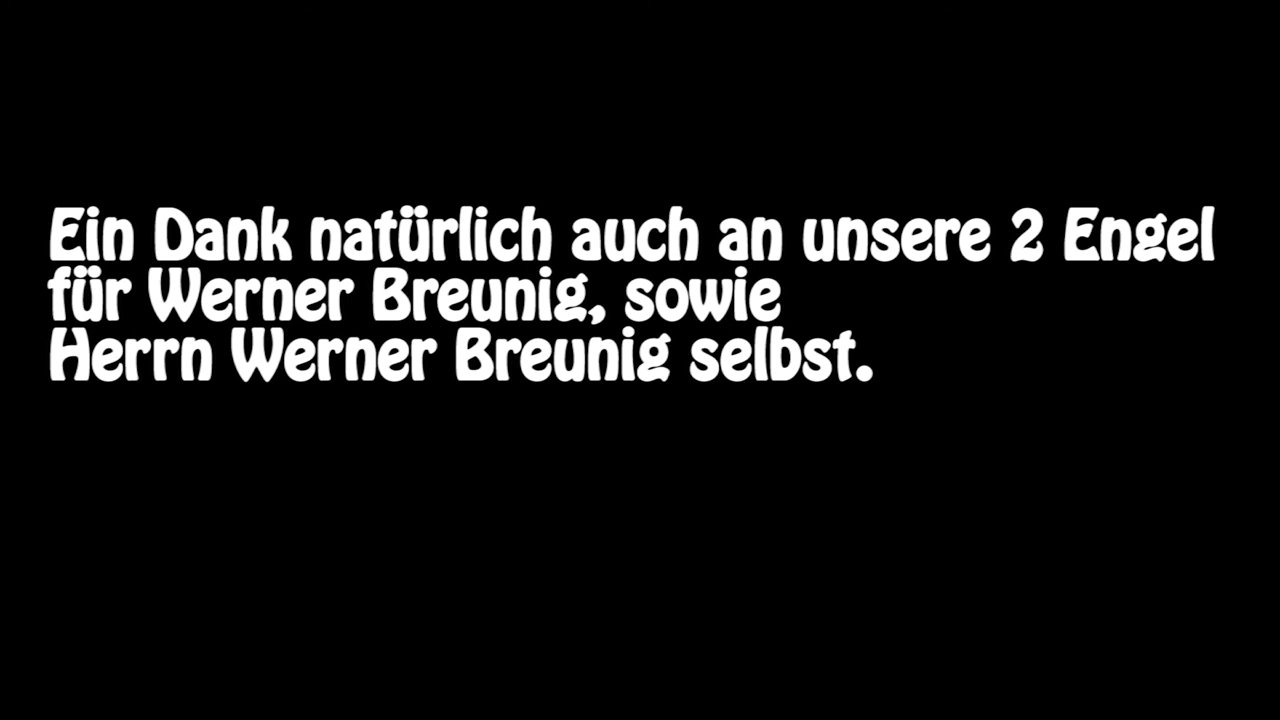 Ein Dank natürlich auch an unsere 2 Engel
für Werner Breunig, sowie
Herrn Werner Breunig selbst.